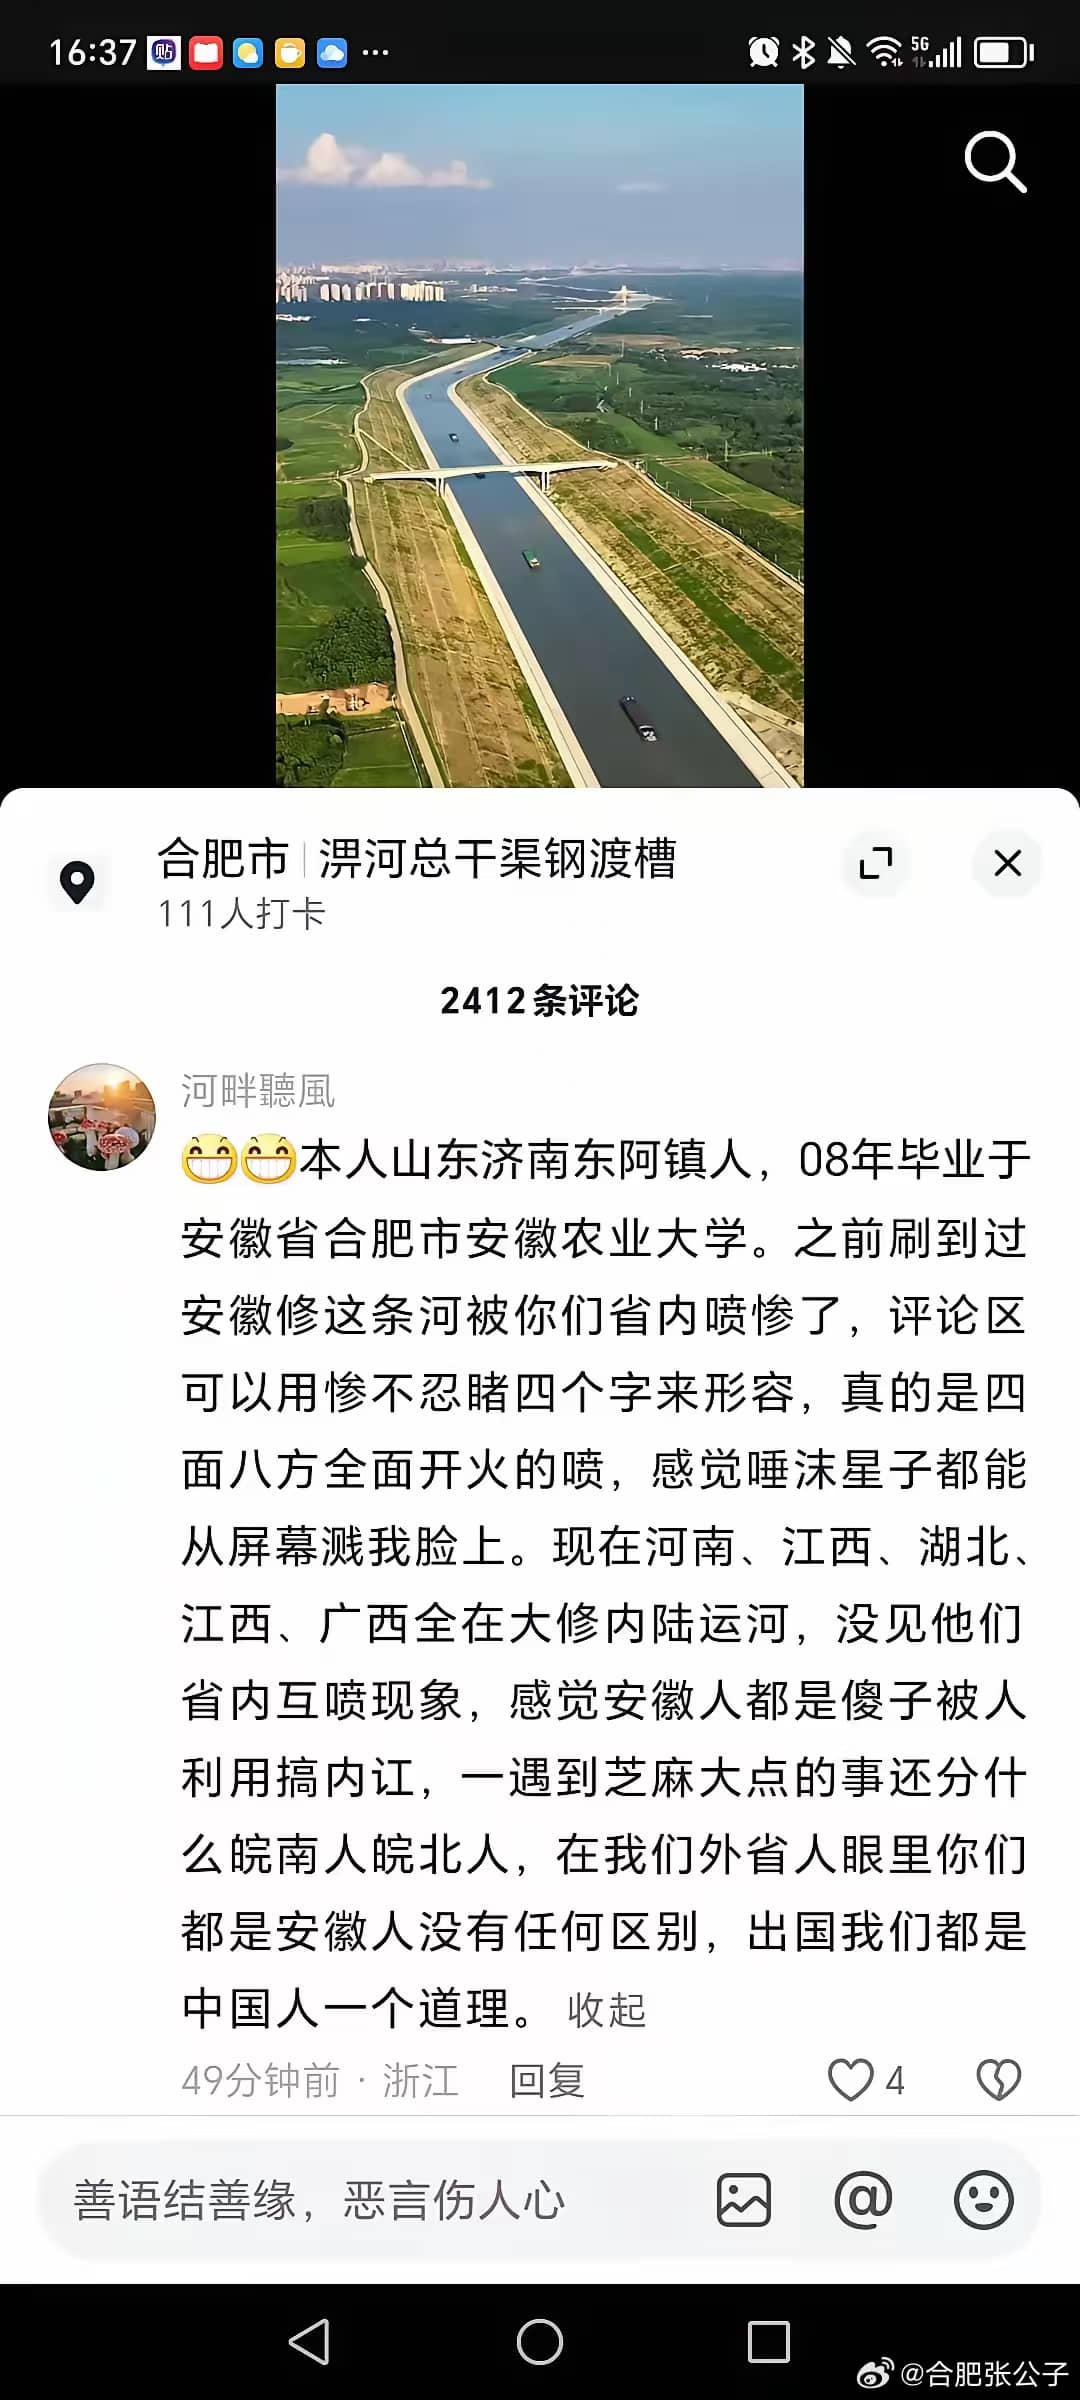 16:37 贴 5G
合肥市 | 淠河总干渠钢渡槽
111人打卡
2412条评论
河畔聽風
😁😁本人山东济南东阿镇人，08年毕业于
安徽省合肥市安徽农业大学。之前刷到过
安徽修这条河被你们省内喷惨了，评论区
可以用惨不忍睹四个字来形容，真的是四
面八方全面开火的喷，感觉唾沫星子都能
从屏幕溅我脸上。现在河南、江西、湖北、
江西、广西全在大修内陆运河，没见他们
省内互喷现象，感觉安徽人都是傻子被人
利用搞内讧，一遇到芝麻大点的事还分什
么皖南人皖北人，在我们外省人眼里你们
都是安徽人没有任何区别，出国我们都是
中国人一个道理。 收起
49分钟前 · 浙江 回复 4
善语结善缘，恶言伤人心
@合肥张公子